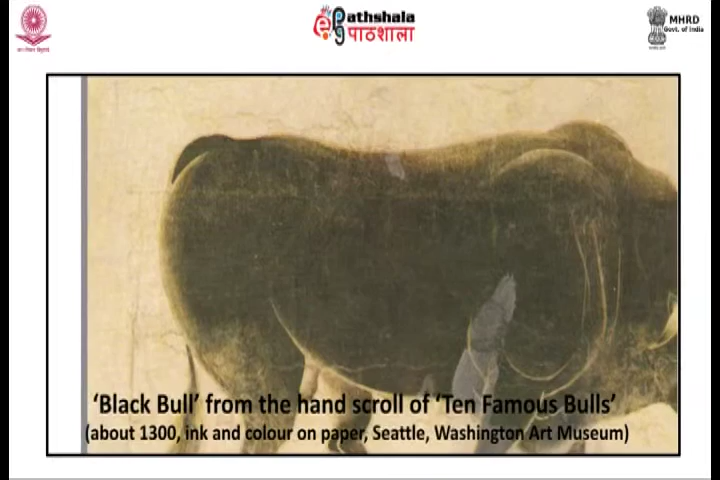 ePathshala
पाठशाला
MHRD
Govt. of India
‘Black Bull’ from the hand scroll of ‘Ten Famous Bulls’
(about 1300, ink and colour on paper, Seattle, Washington Art Museum)